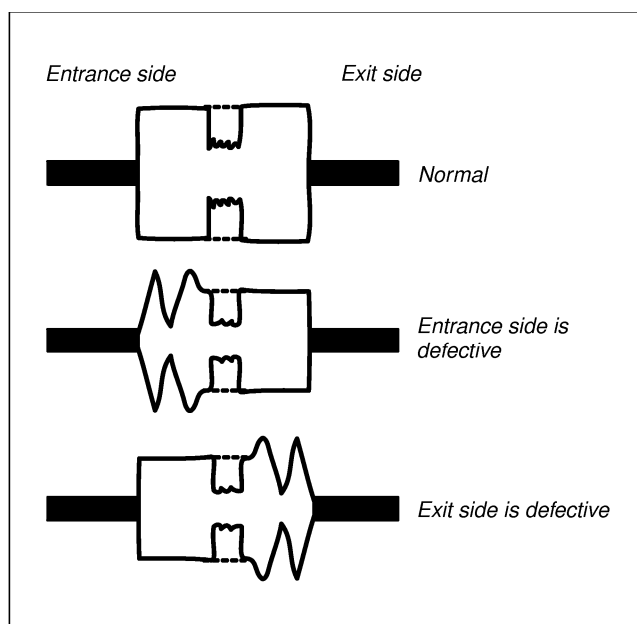 Entrance side
Exit side
Normal
Entrance side is
defective
Exit side is defective